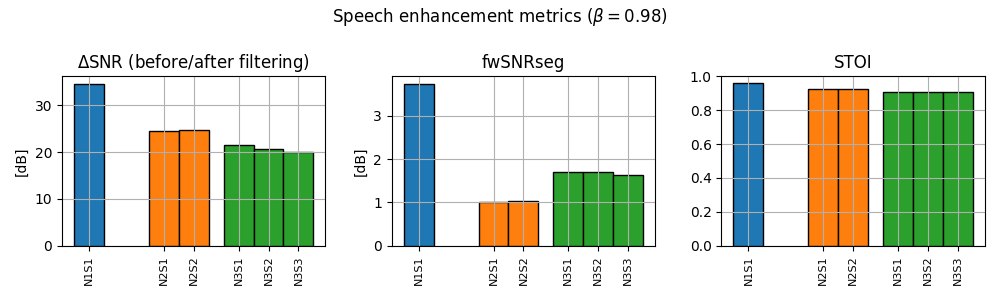 Speech enhancement metrics (β = 0.98)
ΔSNR (before/after filtering)
[dB]
30
20
10
0
N1S1
N2S1
N2S2
N3S1
N3S2
N3S3
fwSNRseg
[dB]
3
2
1
0
N1S1
N2S1
N2S2
N3S1
N3S2
N3S3
STOI
1.0
0.8
0.6
0.4
0.2
0.0
N1S1
N2S1
N2S2
N3S1
N3S2
N3S3